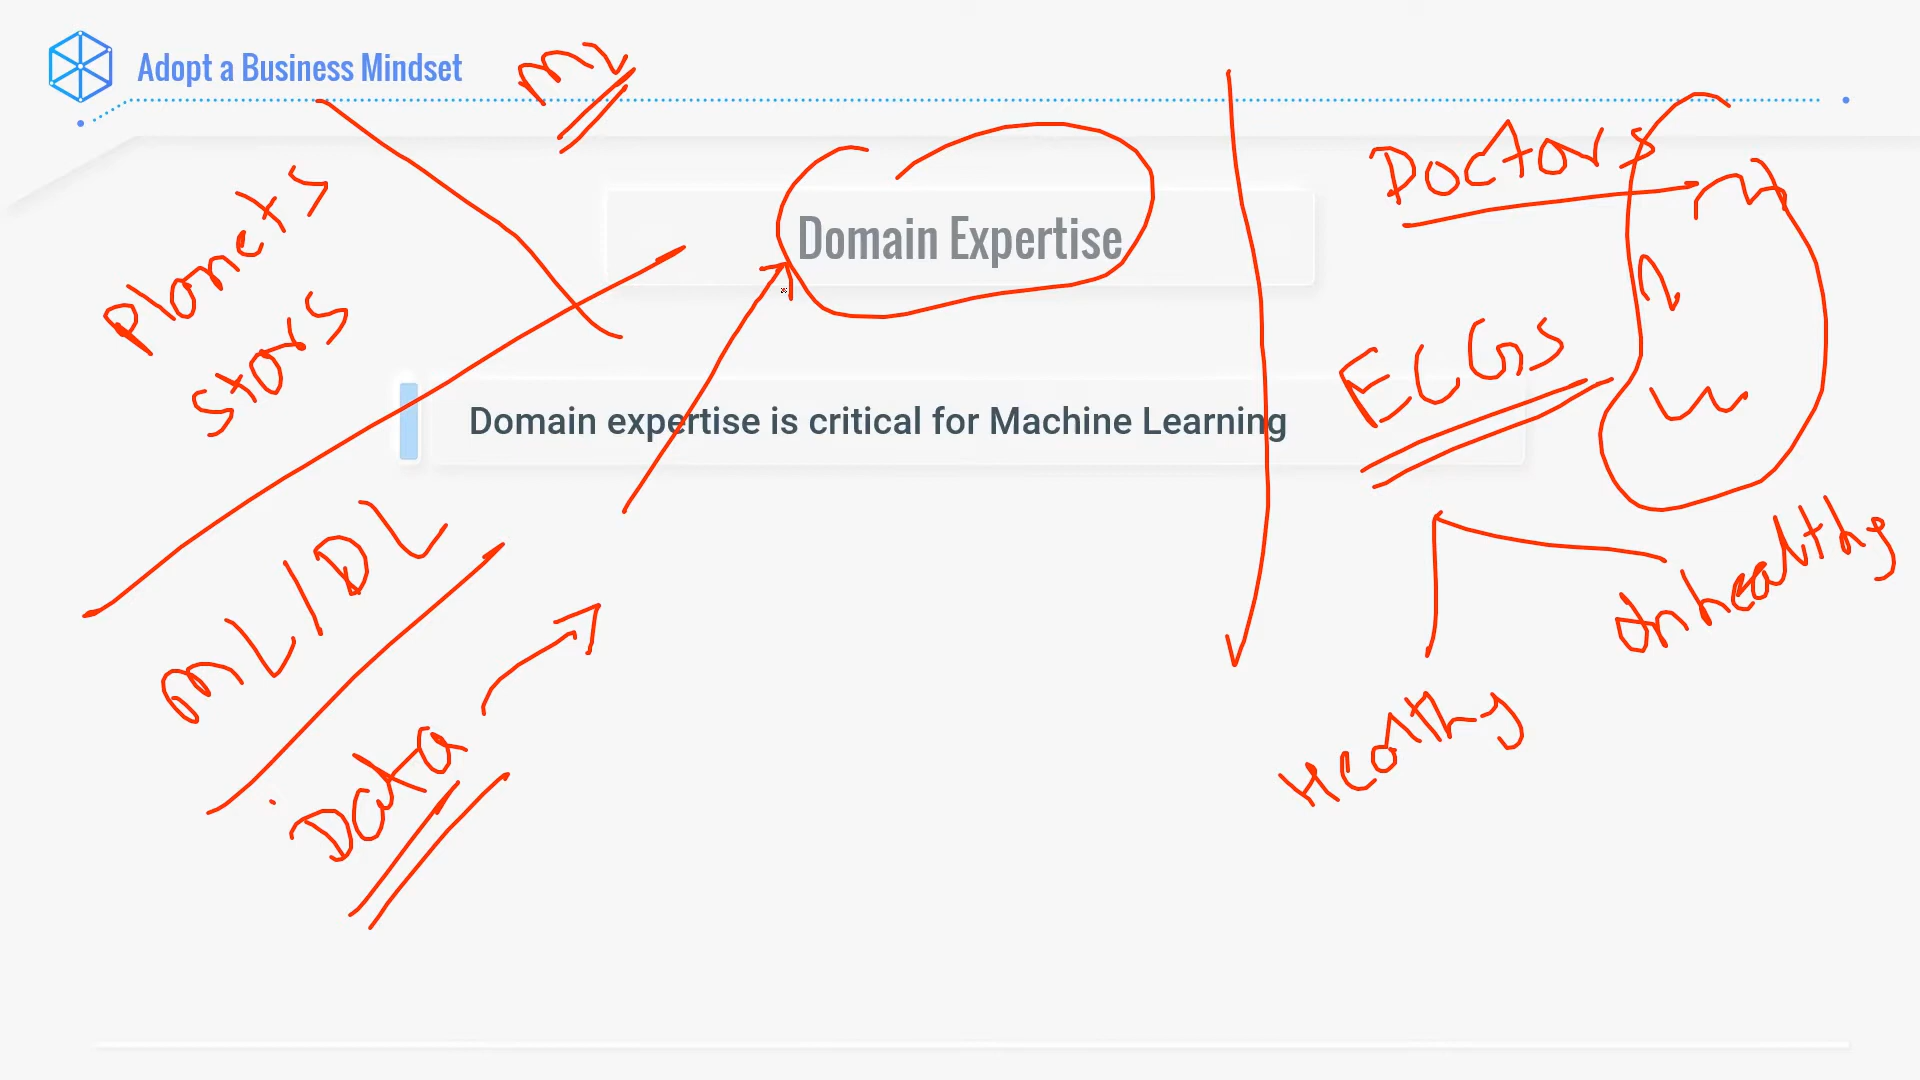 Adopt a Business Mindset
Doctors
Planets
Domain Expertise
Stars
ECGs
Domain expertise is critical for Machine Learning
ML/DL
Unhealthy
Data
Healthy